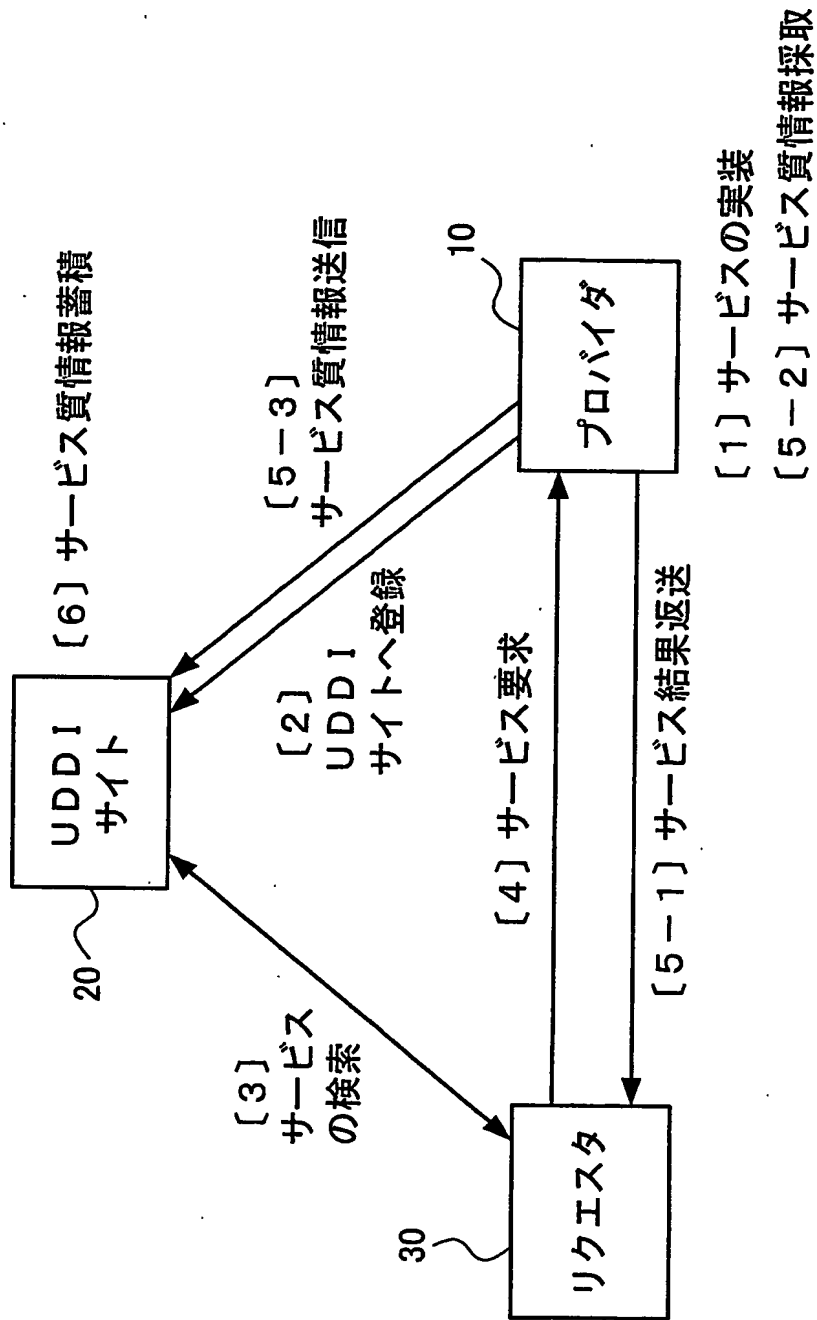 〔6〕サービス質情報蓄積
UDDI
サイト
20
〔5-3〕
サービス質情報送信
〔2〕
UDDI
サイトへ登録
〔3〕
サービス
の検索
10
プロバイダ
〔4〕サービス要求
〔5-1〕サービス結果返送
30
リクエスタ
〔1〕サービスの実装
〔5-2〕サービス質情報採取